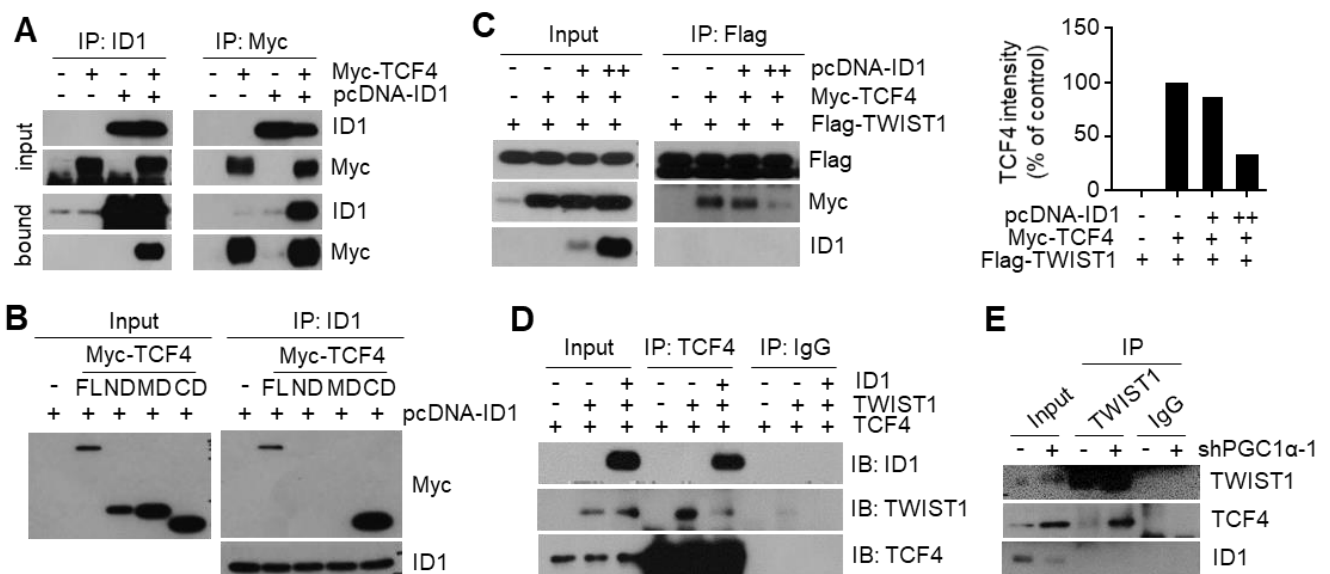 A
IP: ID1 IP: Myc
- + - + - + - + Myc-TCF4
- - + + - - + + pcDNA-ID1
input
ID1
Myc
bound
ID1
Myc
C
Input IP: Flag
- - + ++ - - + ++ pcDNA-ID1
- + + + - + + + Myc-TCF4
+ + + + + + + + Flag-TWIST1
Flag
Myc
ID1
TCF4 intensity
(% of control)
150
100
50
0
pcDNA-ID1 - - + ++
Myc-TCF4 - + + +
Flag-TWIST1 + + + +
B
Input IP: ID1
Myc-TCF4 Myc-TCF4
- FL ND MD CD - FL ND MD CD
+ + + + + + + + + + pcDNA-ID1
Myc
ID1
D
Input IP: TCF4 IP: IgG
- - + - - + - - + ID1
- + + - + + - + + TWIST1
+ + + + + + + + + TCF4
IB: ID1
IB: TWIST1
IB: TCF4
E
IP
Input TWIST1 IgG
- + - + - + shPGC1α-1
TWIST1
TCF4
ID1